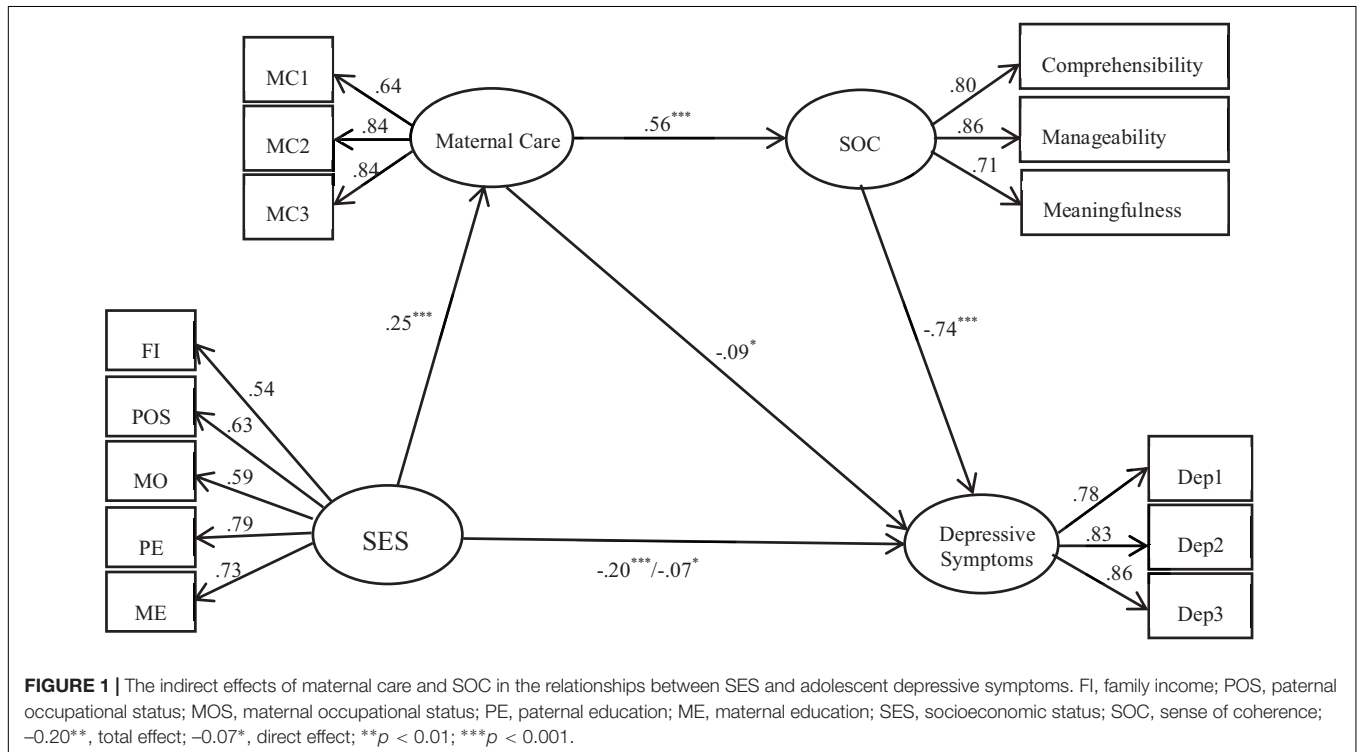 MC1
MC2
MC3
.64
.84
.84
Maternal Care
.56***
SOC
.80
.86
.71
Comprehensibility
Manageability
Meaningfulness
.25***
-.09*
-.74***
FI
POS
MO
PE
ME
.54
.63
.59
.79
.73
SES
-.20***/-.07*
Depressive
Symptoms
.78
.83
.86
Dep1
Dep2
Dep3
FIGURE 1 | The indirect effects of maternal care and SOC in the relationships between SES and adolescent depressive symptoms. FI, family income; POS, paternal
occupational status; MOS, maternal occupational status; PE, paternal education; ME, maternal education; SES, socioeconomic status; SOC, sense of coherence;
−0.20**, total effect; −0.07*, direct effect; **p < 0.01; ***p < 0.001.